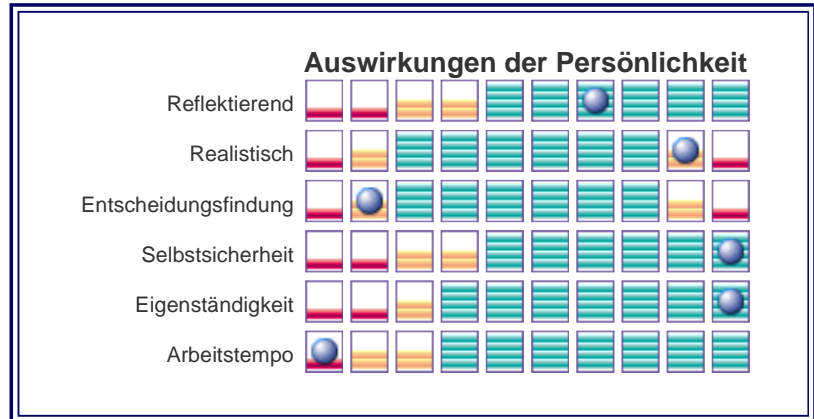 Auswirkungen der Persönlichkeit
Reflektierend
Realistisch
Entscheidungsfindung
Selbstsicherheit
Eigenständigkeit
Arbeitstempo